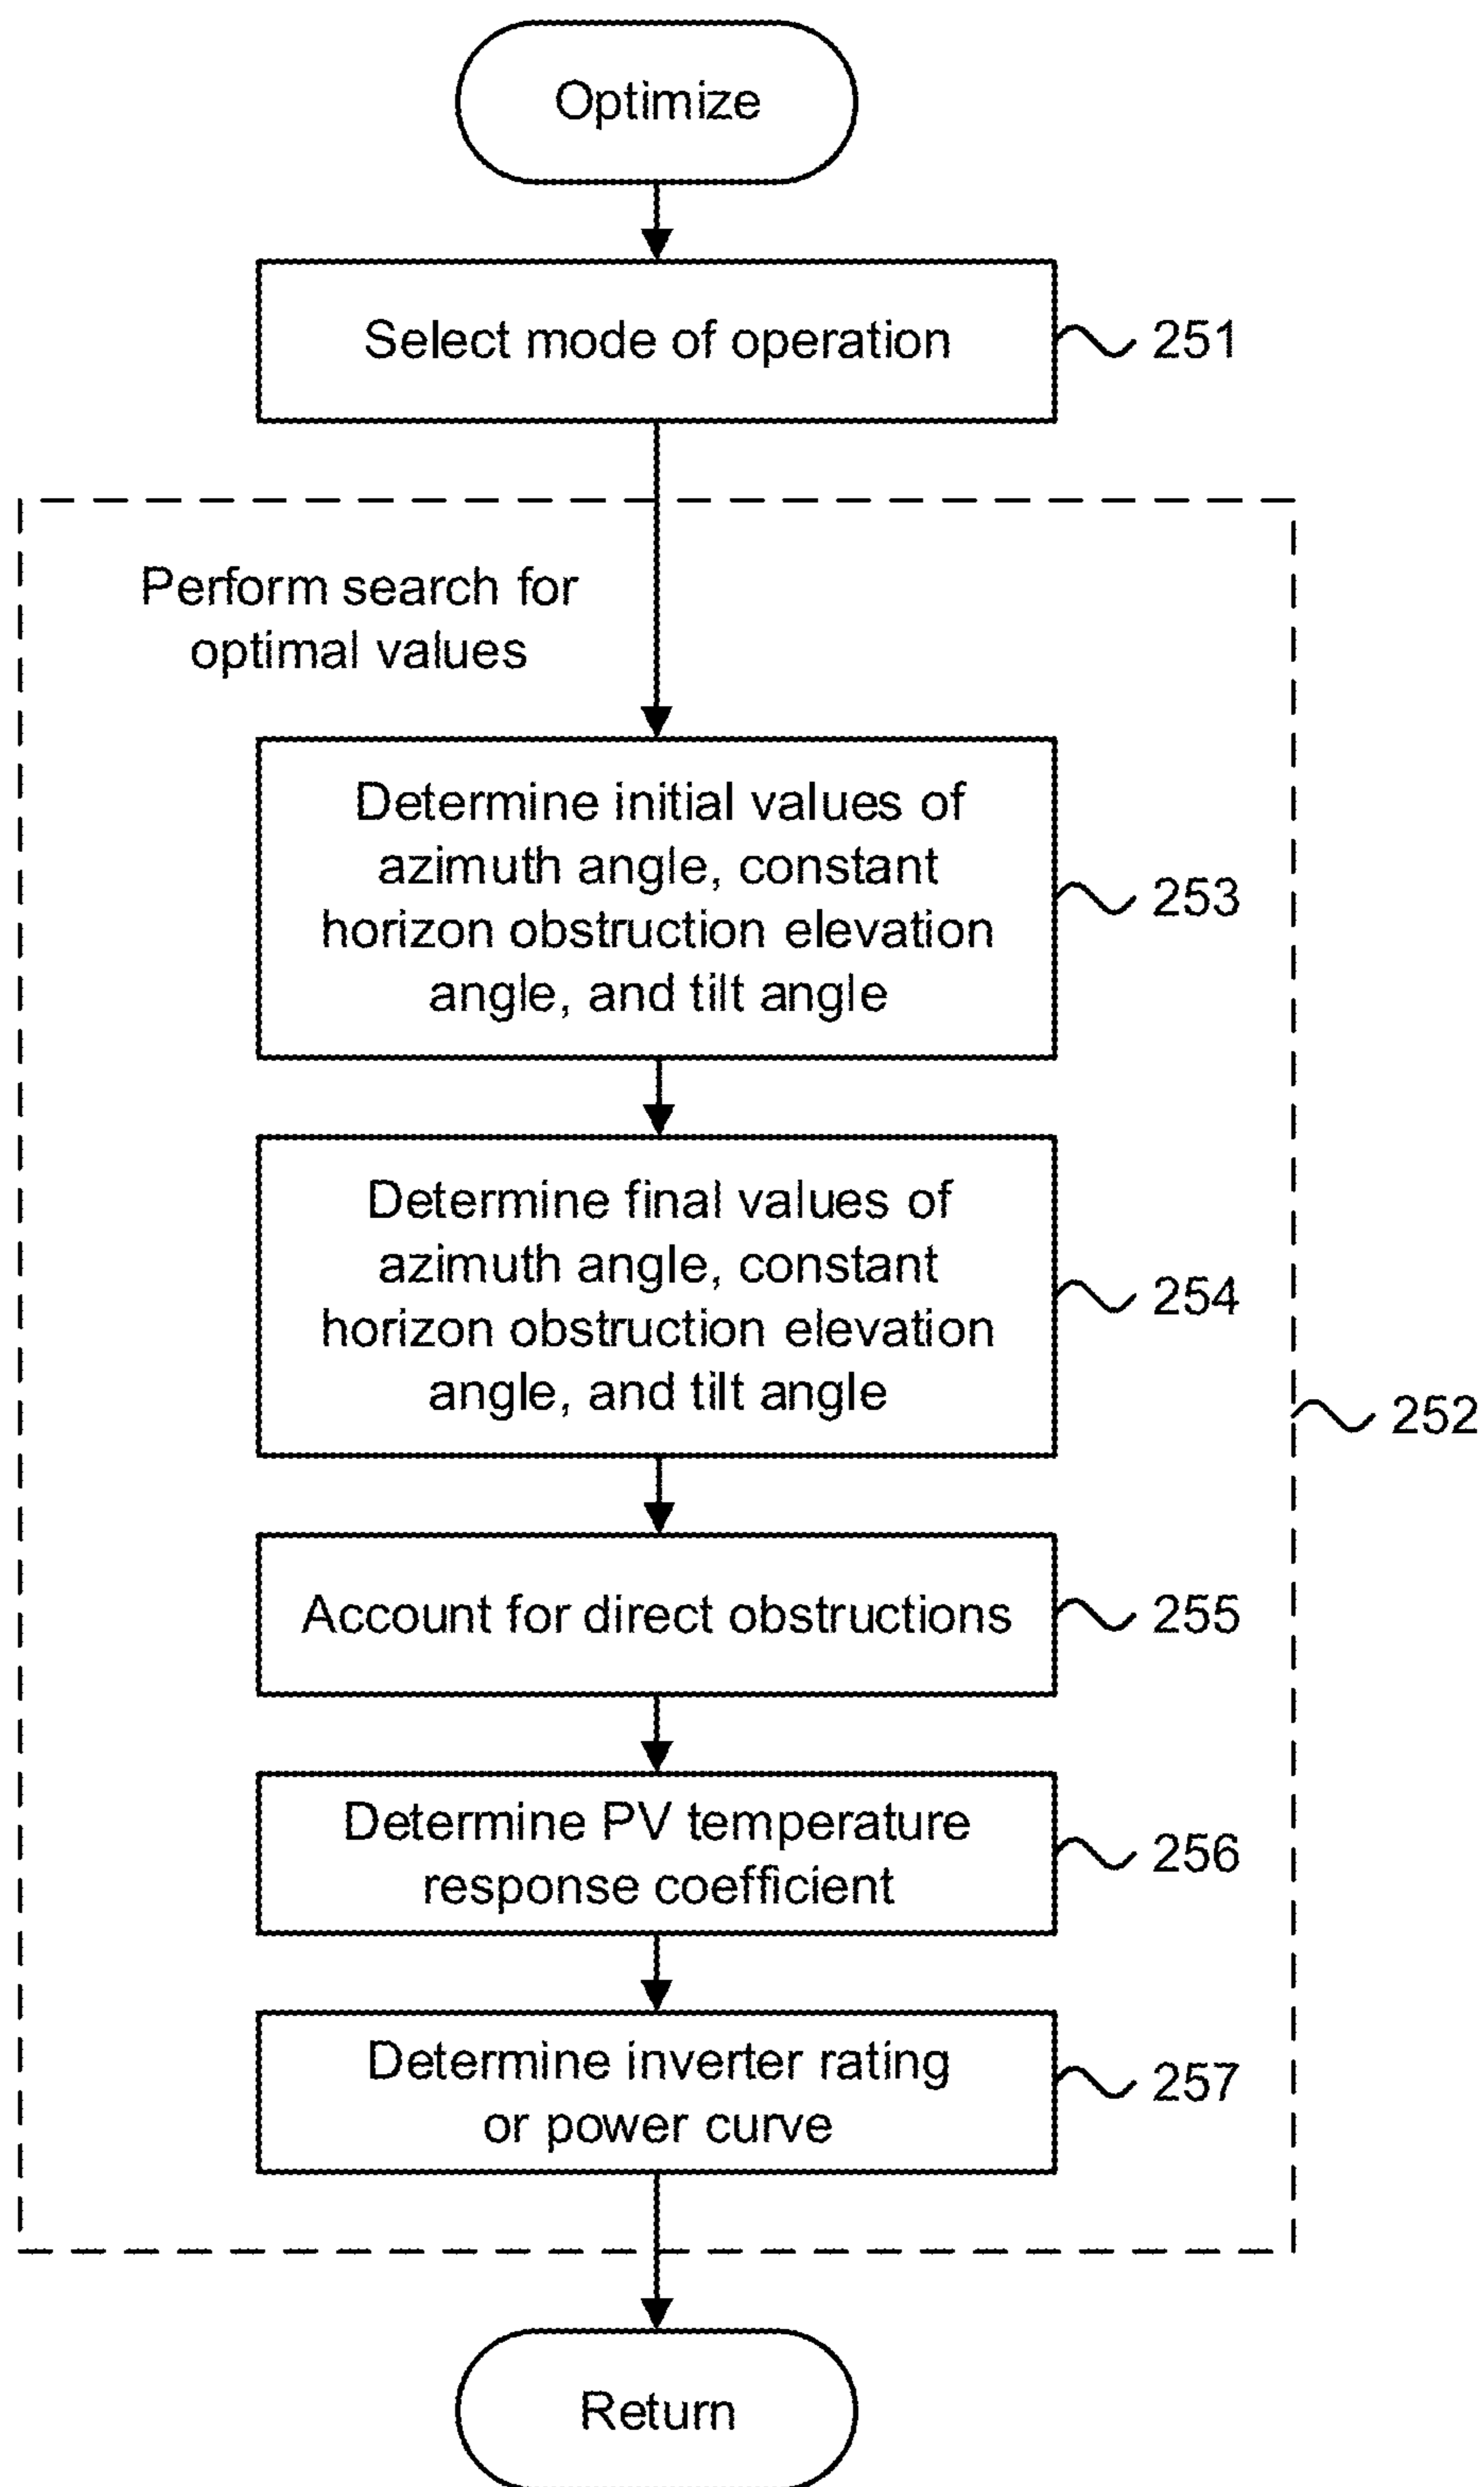 Optimize
Select mode of operation
251
Perform search for
optimal values
Determine initial values of
azimuth angle, constant
horizon obstruction elevation
angle, and tilt angle
253
Determine final values of
azimuth angle, constant
horizon obstruction elevation
angle, and tilt angle
254
252
Account for direct obstructions
255
Determine PV temperature
response coefficient
256
Determine inverter rating
or power curve
257
Return